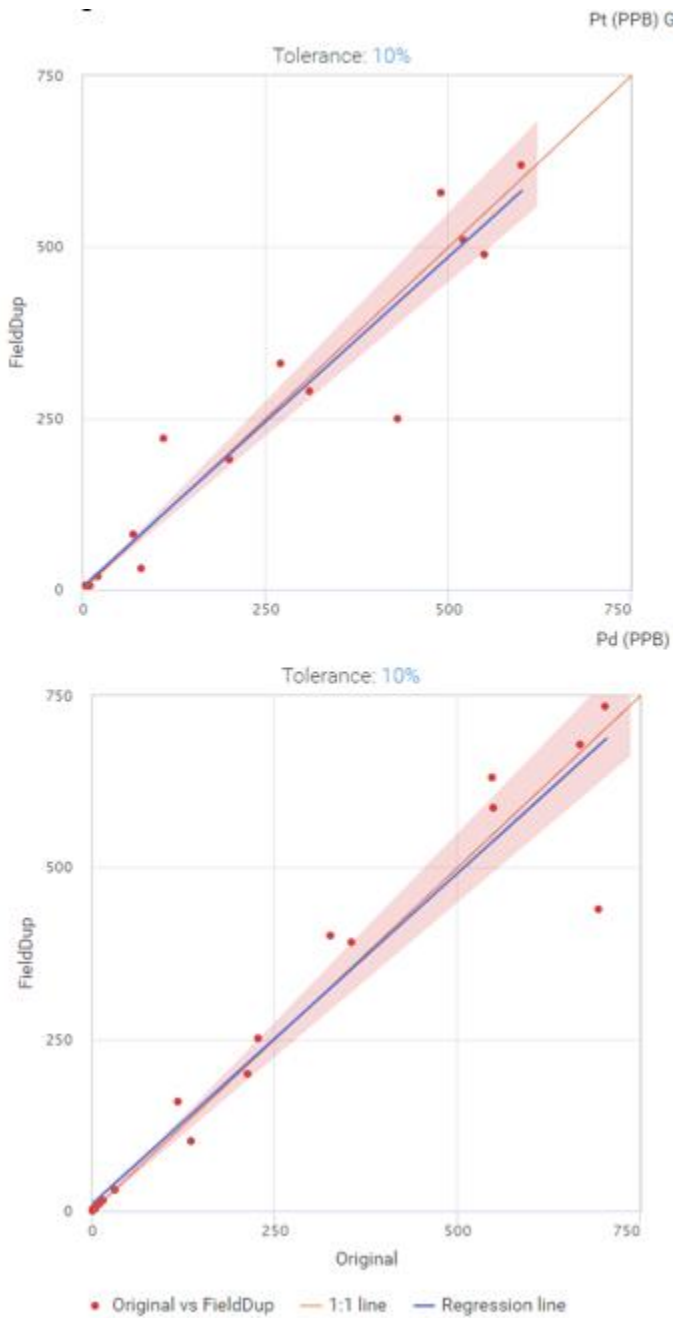 Pt (PPB) G
Tolerance: 10%
750
500
250
0
FieldDup
0 250 500 750
Pd (PPB)
Tolerance: 10%
750
500
250
0
FieldDup
0 250 500 750
Original
Original vs FieldDup 1:1 line Regression line